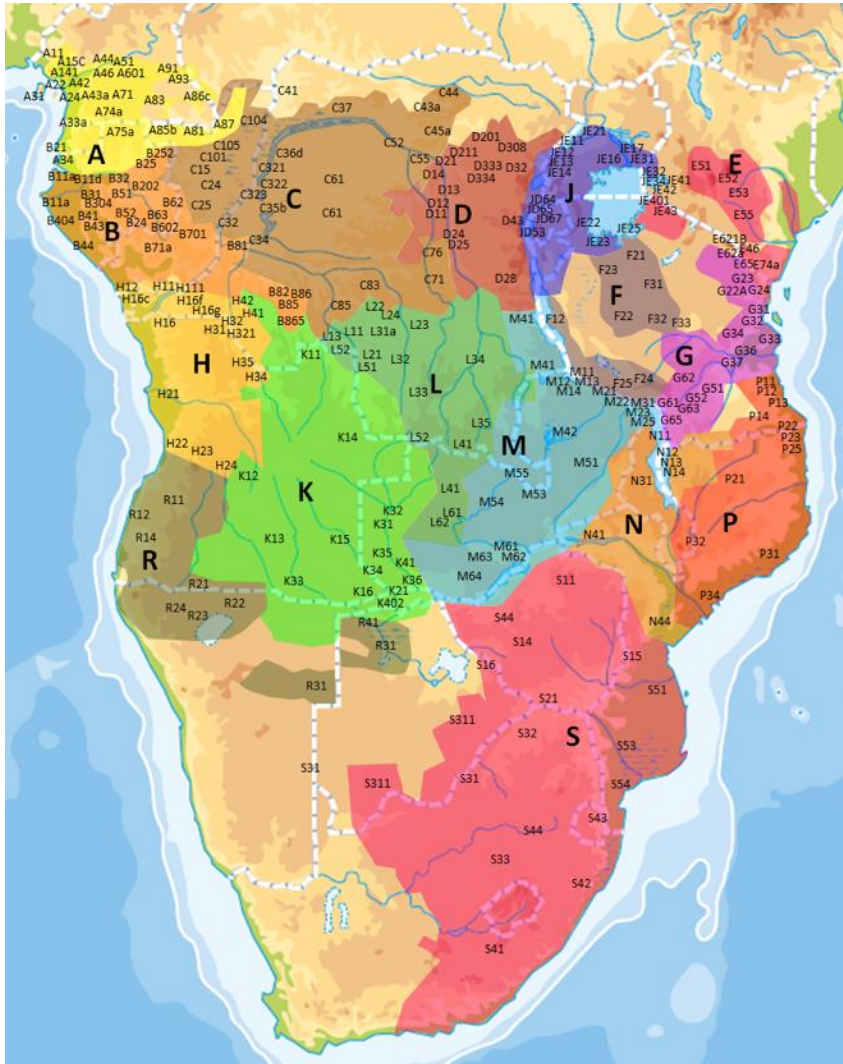 A11
A15C
A44
A51
A141
A46
A601
A91
A93
A22
A42
A31
A24
A43a
A71
A83
A86c
A74a
A33a
A75a
A85b
A81
A87
B21
A34
A
B252
B25
B11a
B11d
B32
B202
B31
B304
B51
B62
B11a
B404
B41
B43
B52
B24
B63
B602
B701
B44
B
B71a
B81
B82
B86
B85
B865
C41
C44
C37
C43a
C104
C45a
C52
C105
C101
C36d
C55
C15
C321
C61
C24
C322
C323
C25
C35b
C61
C32
C34
C
C76
C71
C83
C85
D201
D308
D211
D21
D333
D32
D14
D334
D13
D12
D11
D
D43
D24
D25
D28
JE21
JE11
JE12
JE17
JE13
JE16
JE31
JE14
JE32
JE34
JE41
JE42
J
JD64
JD65
JD67
JE401
JE43
JE22
JE25
JD53
JE23
E
E51
E52
E53
E55
E621B
E46
E62a
E65
E74a
F21
F23
F31
F
F22
F32
F33
F12
F25
F24
G23
G22A
G24
G31
G32
G34
G33
G36
G
G37
G62
G51
G52
G61
G63
G65
H12
H11
H111
H16c
H16f
H16g
H42
H41
H16
H32
H31
H321
H
H35
H34
H21
H22
H23
H24
K11
K14
K12
K
K32
K31
K13
K15
K35
K41
K34
K36
K33
K16
K21
K402
L22
L24
L23
L13
L11
L31a
L52
L21
L32
L34
L51
L33
L
L35
L52
L41
L41
L61
L62
M41
M41
M11
M12
M13
M14
M21
M22
M31
M23
M25
M
M42
M51
M55
M54
M53
M61
M63
M62
M64
N11
N12
N13
N14
N31
N
N41
N44
P11
P12
P13
P14
P22
P23
P25
P21
P
P32
P31
P34
R11
R12
R14
R
R21
R24
R22
R23
R41
R31
R31
S11
S44
S14
S15
S16
S51
S21
S311
S32
S
S53
S31
S311
S31
S54
S43
S44
S33
S42
S41